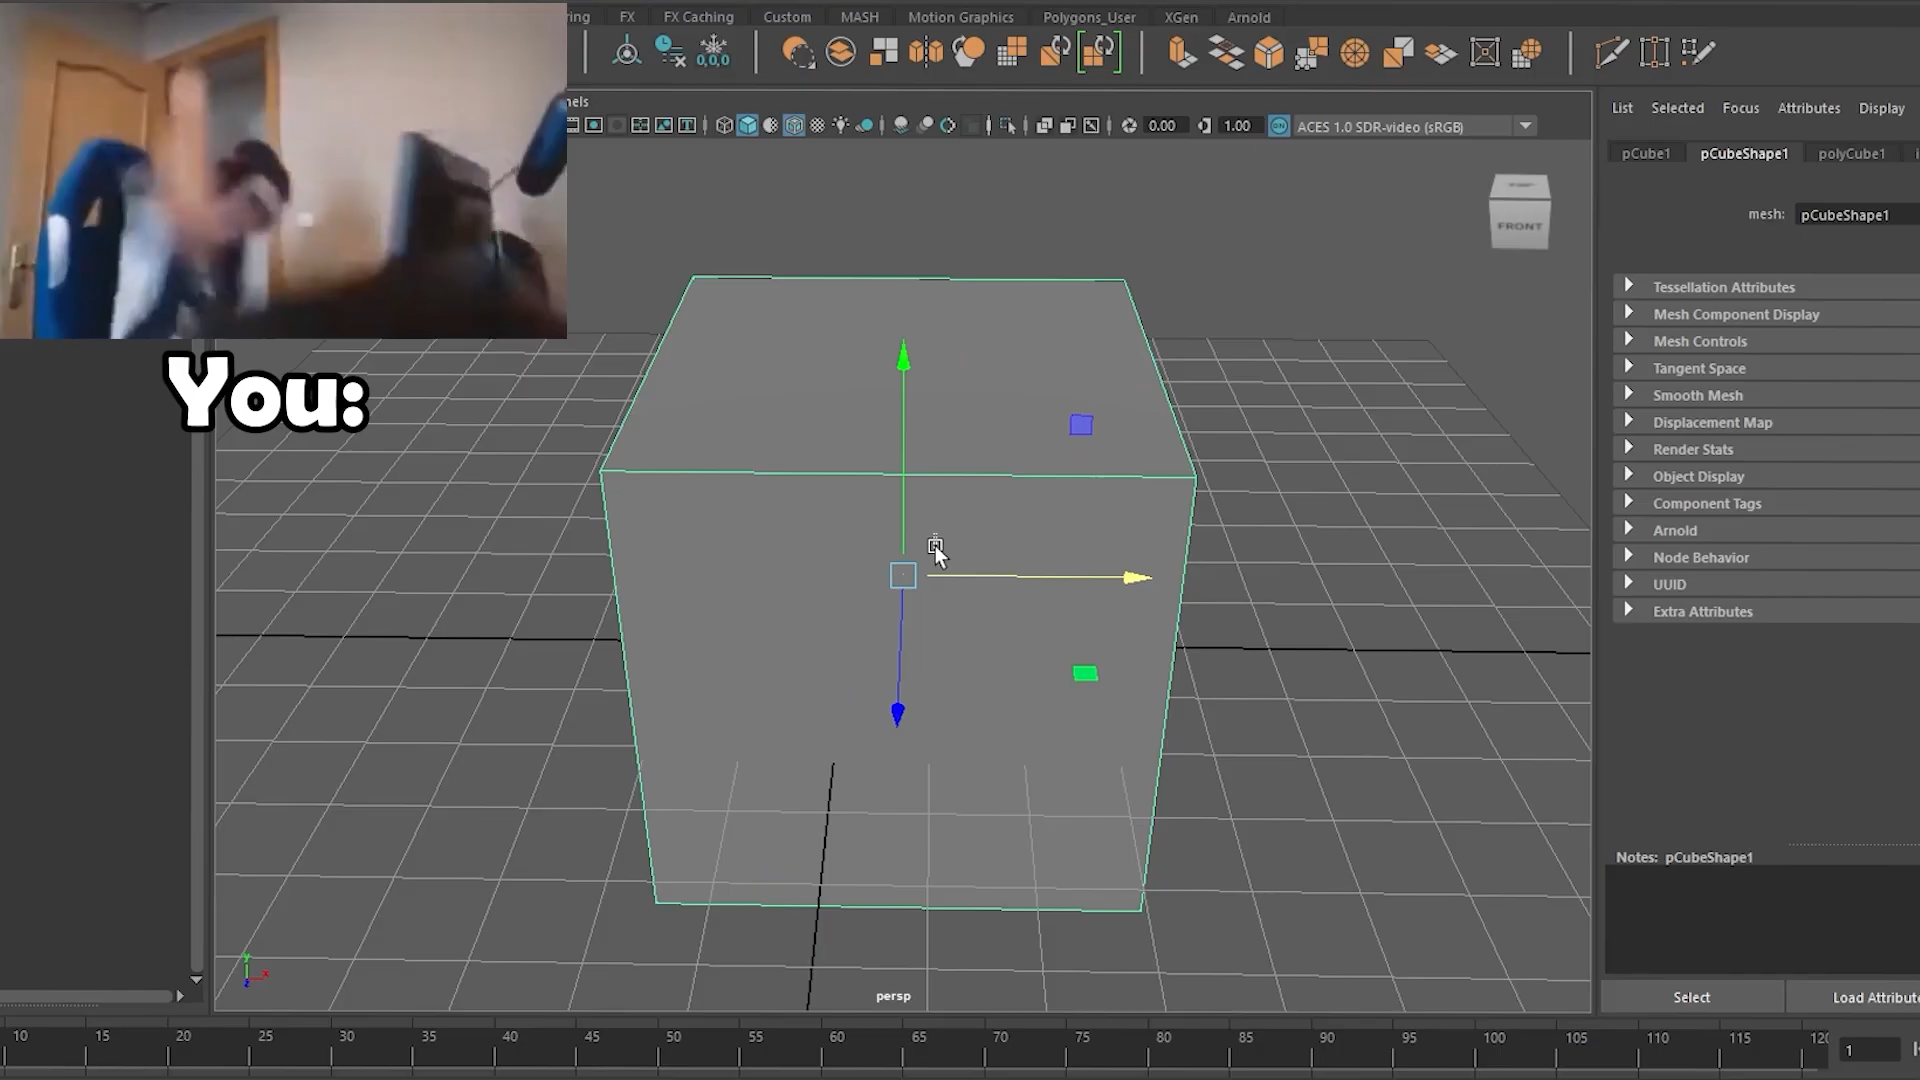 FX FX Caching Custom MASH Motion Graphics Polygons_User XGen Arnold
0,0,0
nels
0.00 1.00 ON ACES 1.0 SDR-video (sRGB)
List Selected Focus Attributes Display
pCube1 pCubeShape1 polyCube1
mesh: pCubeShape1
FRONT
Tessellation Attributes
Mesh Component Display
Mesh Controls
Tangent Space
Smooth Mesh
Displacement Map
Render Stats
Object Display
Component Tags
Arnold
Node Behavior
UUID
Extra Attributes
You:
Notes: pCubeShape1
y x z
persp
Select Load Attribute
10 15 20 25 30 35 40 45 50 55 60 65 70 75 80 85 90 95 100 105 110 115 120
1